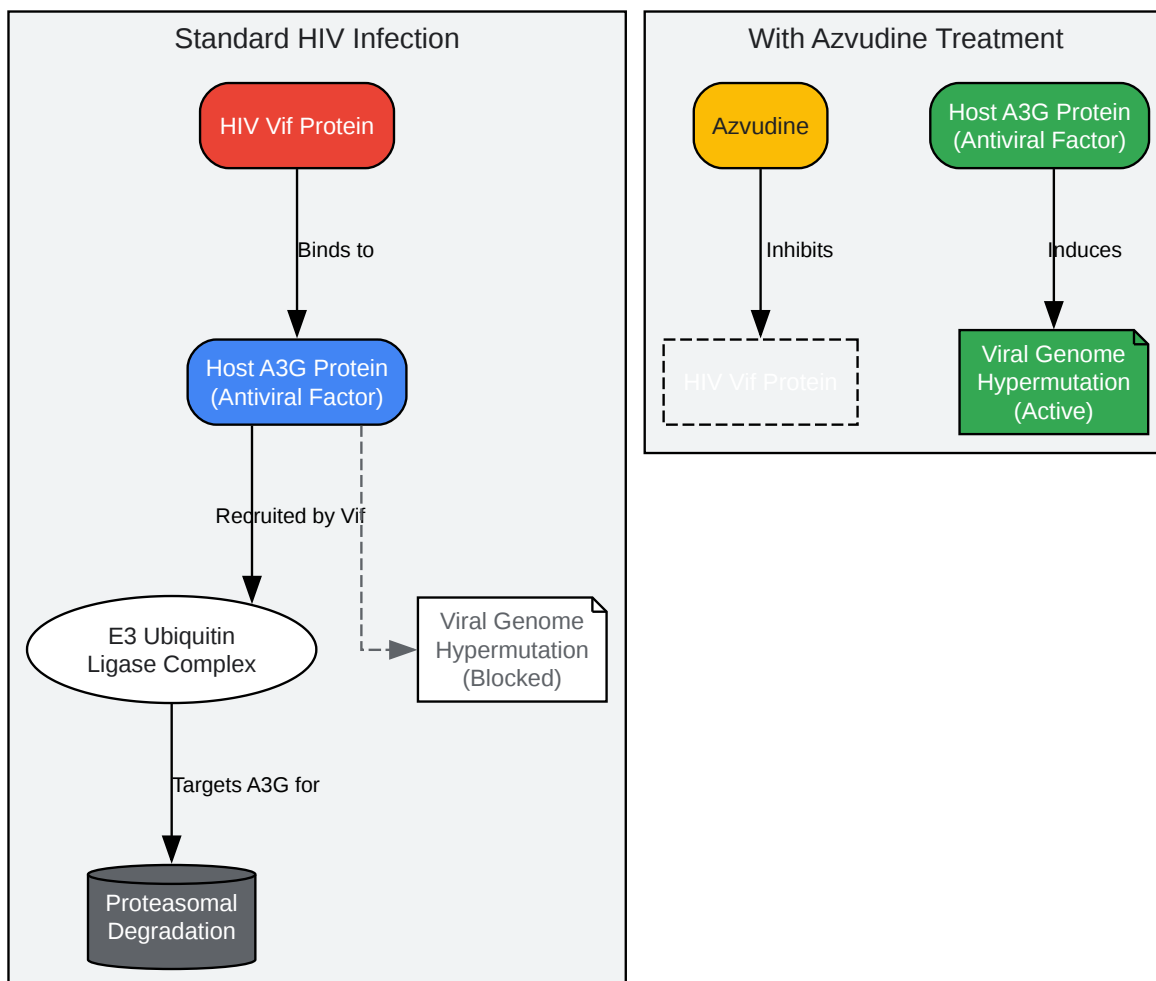 Standard HIV Infection
HIV Vif Protein
Binds to
Host A3G Protein
(Antiviral Factor)
Recruited by Vif
E3 Ubiquitin
Ligase Complex
Viral Genome
Hypermutation
(Blocked)
Targets A3G for
Proteasomal
Degradation
With Azvudine Treatment
Azvudine
Host A3G Protein
(Antiviral Factor)
Inhibits
Induces
HIV Vif Protein
Viral Genome
Hypermutation
(Active)